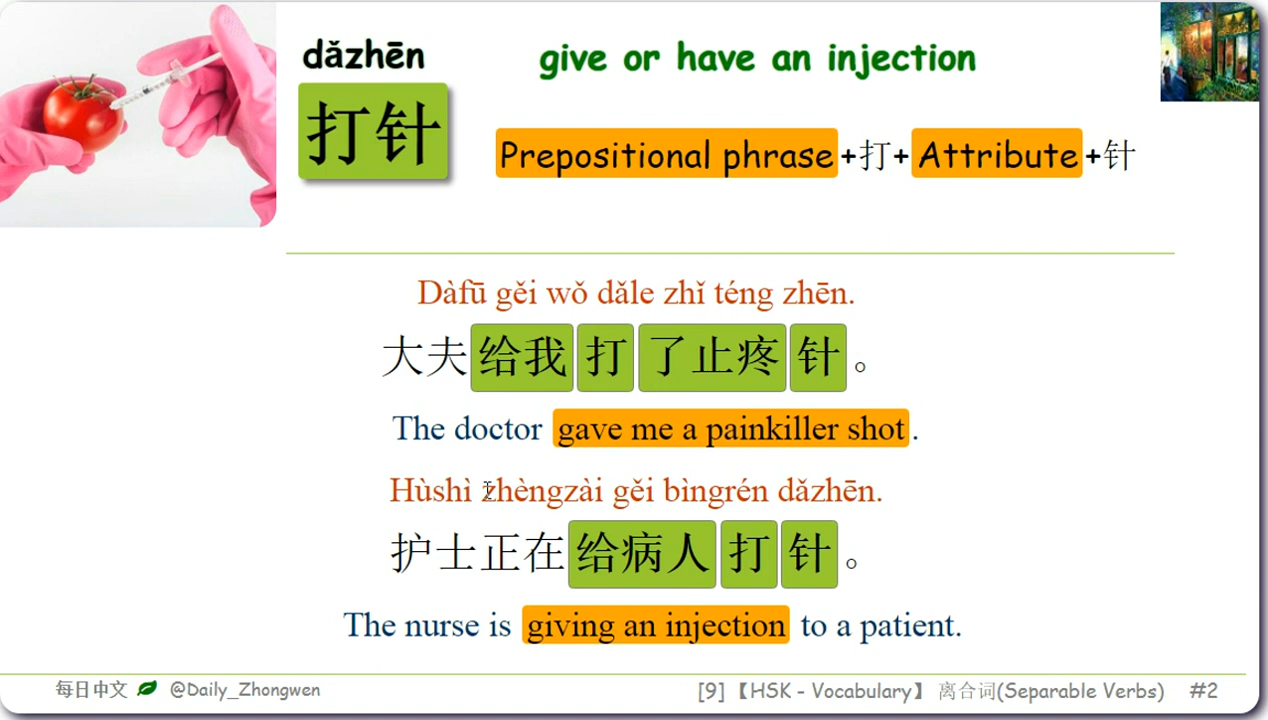 dǎzhēn
give or have an injection
打针
Prepositional phrase+打+Attribute+针
Dàfū gěi wǒ dǎle zhǐ téng zhēn.
大夫给我打了止疼针。
The doctor gave me a painkiller shot.
Hùshì zhèngzài gěi bìngrén dǎzhēn.
护士正在给病人打针。
The nurse is giving an injection to a patient.
每日中文 @Daily_Zhongwen
[9]【HSK - Vocabulary】 离合词(Separable Verbs) #2